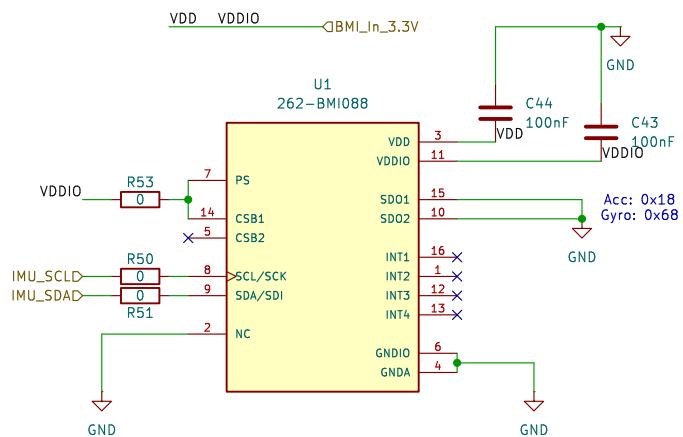 VDD VDDIO
BMI_In_3.3V
GND
U1
262-BMI088
C44
100nF
VDD
C43
100nF
VDDIO
3 VDD
11 VDDIO
7 PS
R53
VDDIO 0
14 CSB1
5 CSB2
15 SDO1
10 SDO2
Acc: 0x18
Gyro: 0x68
GND
R50
IMU_SCL 0 8 SCL/SCK
IMU_SDA 0 9 SDA/SDI
R51
16 INT1
1 INT2
12 INT3
13 INT4
2 NC
6 GNDIO
4 GNDA
GND
GND